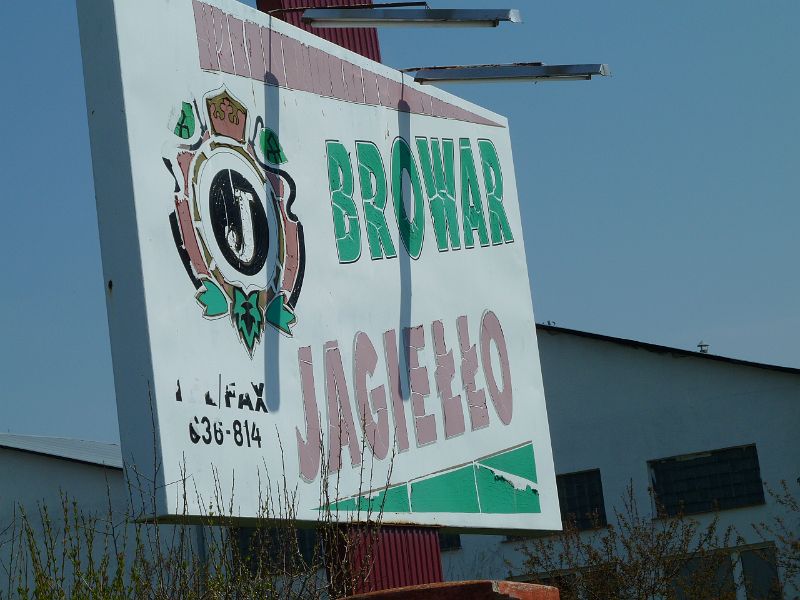 BROWAR
JAGIEŁŁO
J
/FAX
636-814